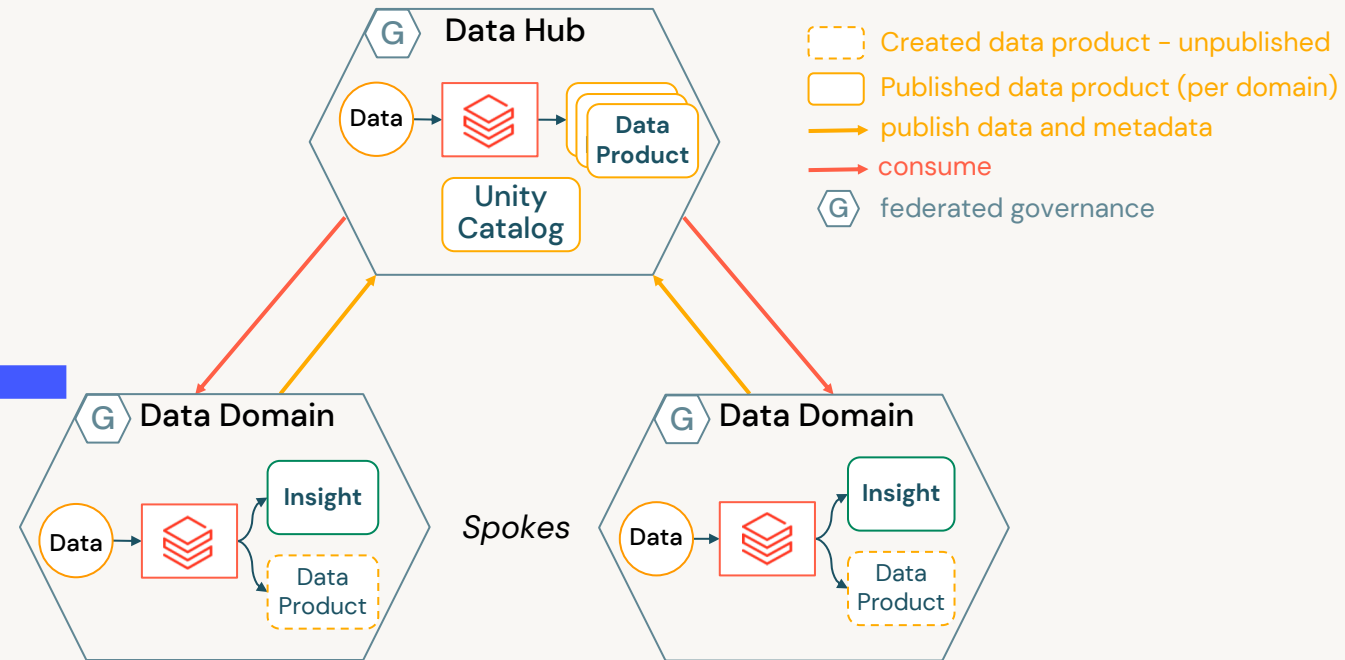 G
Data Hub
Data
Data
Product
Unity
Catalog
Created data product - unpublished
Published data product (per domain)
publish data and metadata
consume
G
federated governance
G
Data Domain
Data
Insight
Data
Product
Spokes
G
Data Domain
Data
Insight
Data
Product